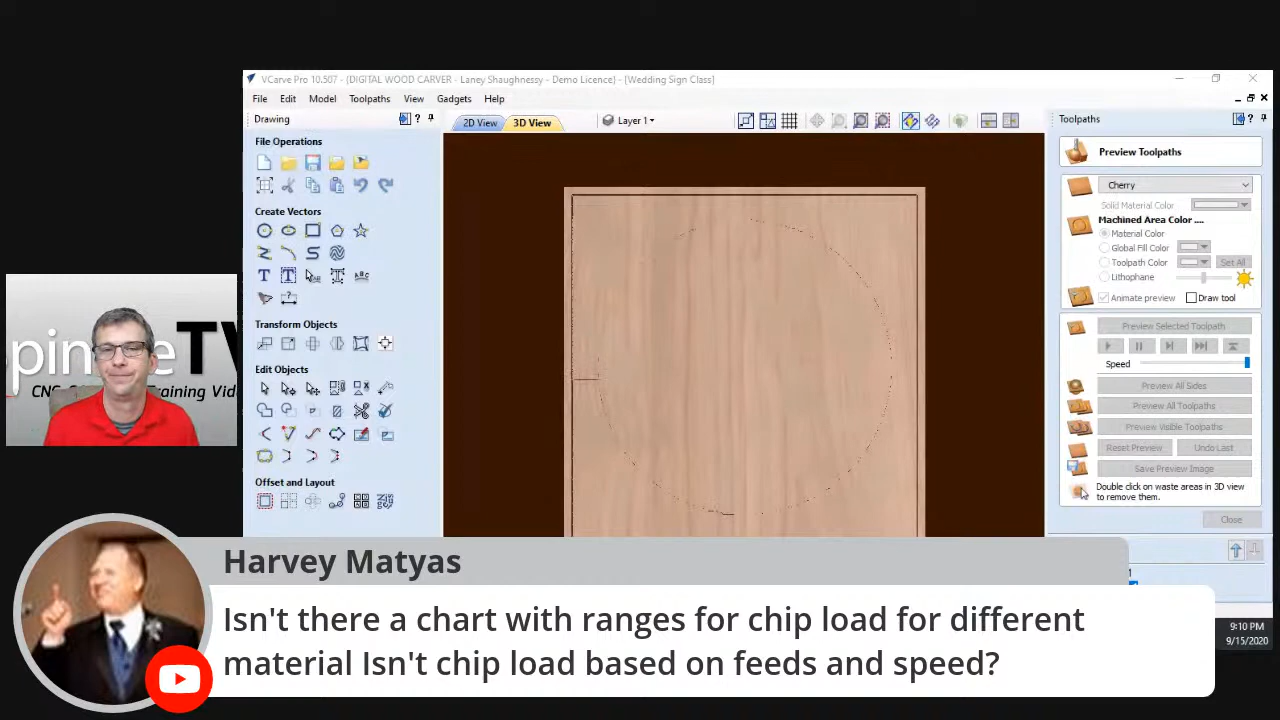 VCarve Pro 10.507 - {DIGITAL WOOD CARVER - Laney Shaughnessy - Demo Licence} - [Wedding Sign Class]
File Edit Model Toolpaths View Gadgets Help
Drawing
2D View
3D View
Layer 1
Toolpaths
File Operations
Create Vectors
Transform Objects
Edit Objects
Offset and Layout
Preview Toolpaths
Cherry
Solid Material Color
Machined Area Color ....
Material Color
Global Fill Color
Toolpath Color
Set All
Lithophane
Animate preview
Draw tool
Preview Selected Toolpath
Speed
Preview All Sides
Preview All Toolpaths
Preview Visible Toolpaths
Reset Preview
Undo Last
Save Preview Image
Double click on waste areas in 3D view
to remove them.
Close
9:10 PM
9/15/2020
Harvey Matyas
Isn't there a chart with ranges for chip load for different
material Isn't chip load based on feeds and speed?